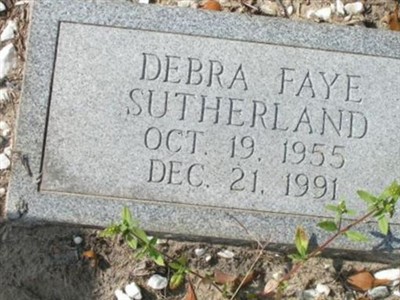 DEBRA FAYE
SUTHERLAND
OCT. 19. 1955
DEC. 21. 1991